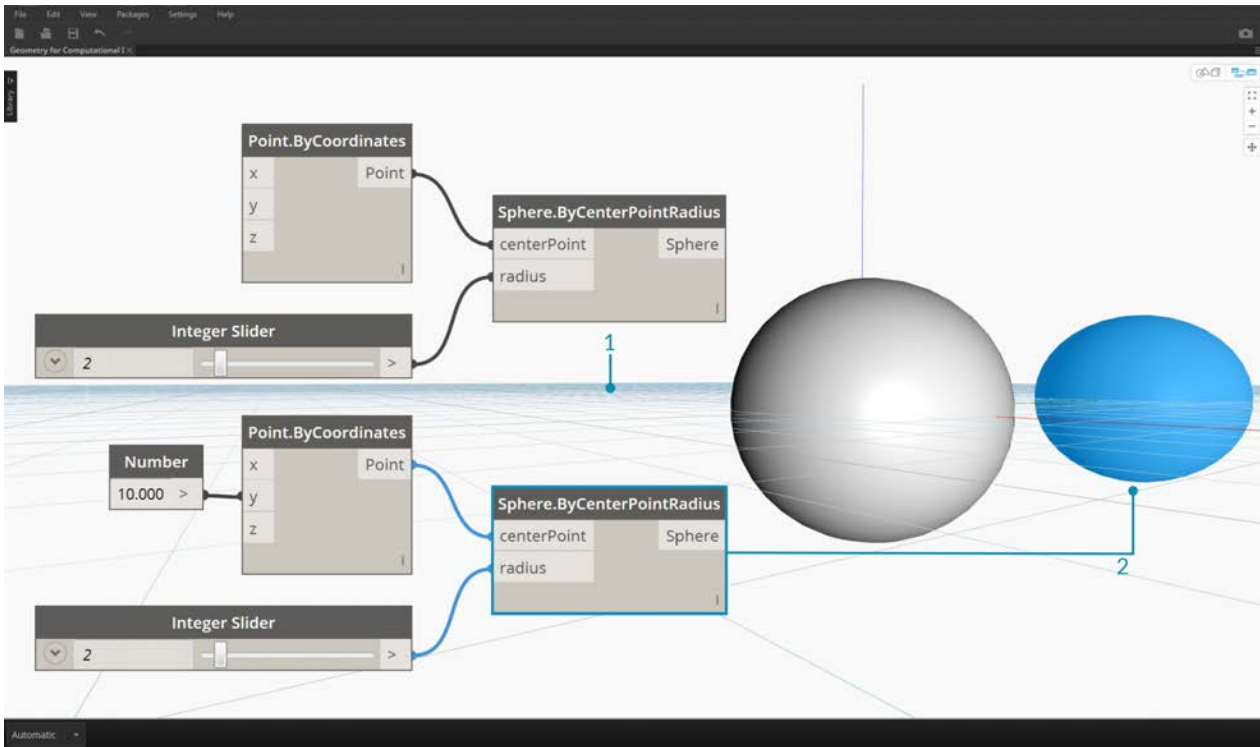 File Edit View Packages Settings Help
Geometry for Computational I
Library
Point.ByCoordinates
x Point
y
z
Sphere.ByCenterPointRadius
centerPoint Sphere
radius
Integer Slider
2 >
1
Point.ByCoordinates
x Point
y
z
Number
10.000 >
Sphere.ByCenterPointRadius
centerPoint Sphere
radius
2
Integer Slider
2 >
Automatic